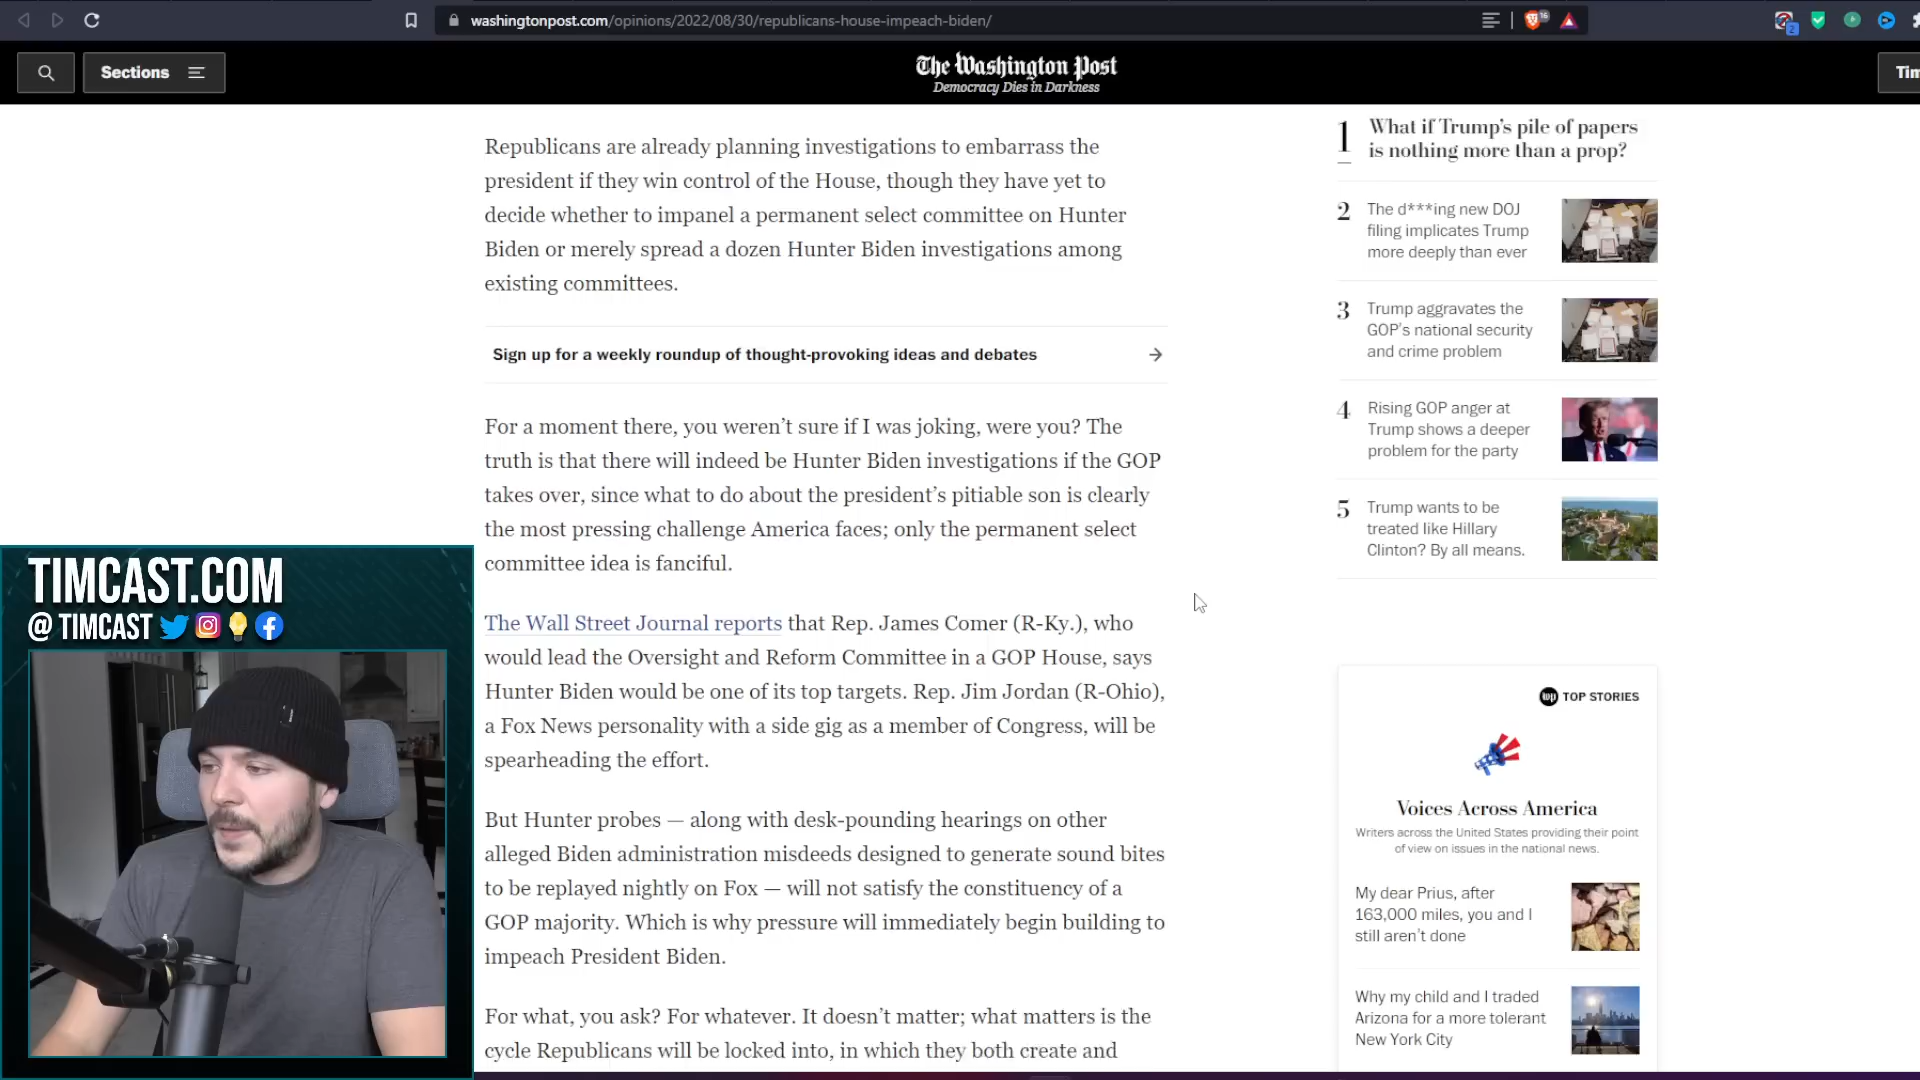 washingtonpost.com/opinions/2022/08/30/republicans-house-impeach-biden/
16
2
Sections
The Washington Post
Democracy Dies in Darkness
Tim
Republicans are already planning investigations to embarrass the
president if they win control of the House, though they have yet to
decide whether to impanel a permanent select committee on Hunter
Biden or merely spread a dozen Hunter Biden investigations among
existing committees.
Sign up for a weekly roundup of thought-provoking ideas and debates
For a moment there, you weren’t sure if I was joking, were you? The
truth is that there will indeed be Hunter Biden investigations if the GOP
takes over, since what to do about the president’s pitiable son is clearly
the most pressing challenge America faces; only the permanent select
committee idea is fanciful.
The Wall Street Journal reports that Rep. James Comer (R-Ky.), who
would lead the Oversight and Reform Committee in a GOP House, says
Hunter Biden would be one of its top targets. Rep. Jim Jordan (R-Ohio),
a Fox News personality with a side gig as a member of Congress, will be
spearheading the effort.
But Hunter probes — along with desk-pounding hearings on other
alleged Biden administration misdeeds designed to generate sound bites
to be replayed nightly on Fox — will not satisfy the constituency of a
GOP majority. Which is why pressure will immediately begin building to
impeach President Biden.
For what, you ask? For whatever. It doesn’t matter; what matters is the
cycle Republicans will be locked into, in which they both create and
1
What if Trump’s pile of papers
is nothing more than a prop?
2
The d***ing new DOJ
filing implicates Trump
more deeply than ever
3
Trump aggravates the
GOP’s national security
and crime problem
4
Rising GOP anger at
Trump shows a deeper
problem for the party
5
Trump wants to be
treated like Hillary
Clinton? By all means.
wp TOP STORIES
Voices Across America
Writers across the United States providing their point
of view on issues in the national news.
My dear Prius, after
163,000 miles, you and I
still aren’t done
Why my child and I traded
Arizona for a more tolerant
New York City
TIMCAST.COM
@ TIMCAST